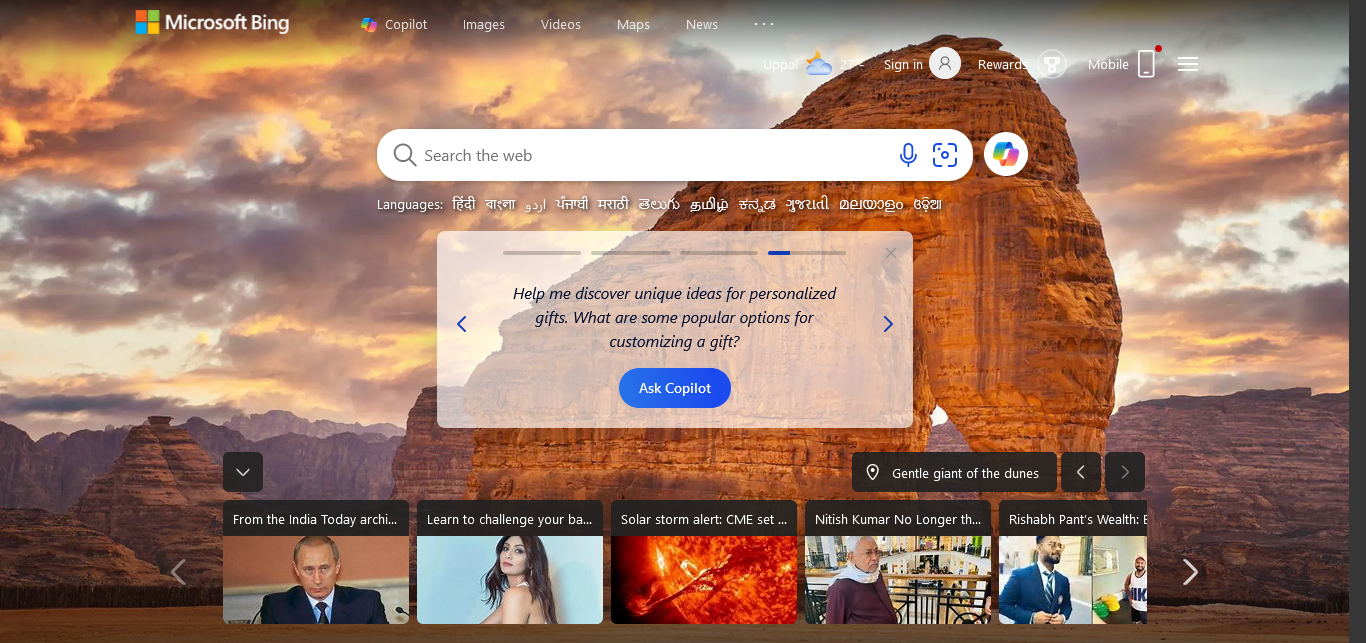 Microsoft Bing
Copilot Images Videos Maps News ...
Uppal 27°C Sign in Rewards Mobile
Search the web
Languages: हिंदी বাংলা اردو ਪੰਜਾਬੀ मराठी తెలుగు தமிழ் ಕನ್ನಡ ગુજરાતી മലയാളം ଓଡ଼ିଆ
Help me discover unique ideas for personalized
gifts. What are some popular options for
customizing a gift?
Ask Copilot
Gentle giant of the dunes
From the India Today archi...
Learn to challenge your ba...
Solar storm alert: CME set ...
Nitish Kumar No Longer th...
Rishabh Pant's Wealth: